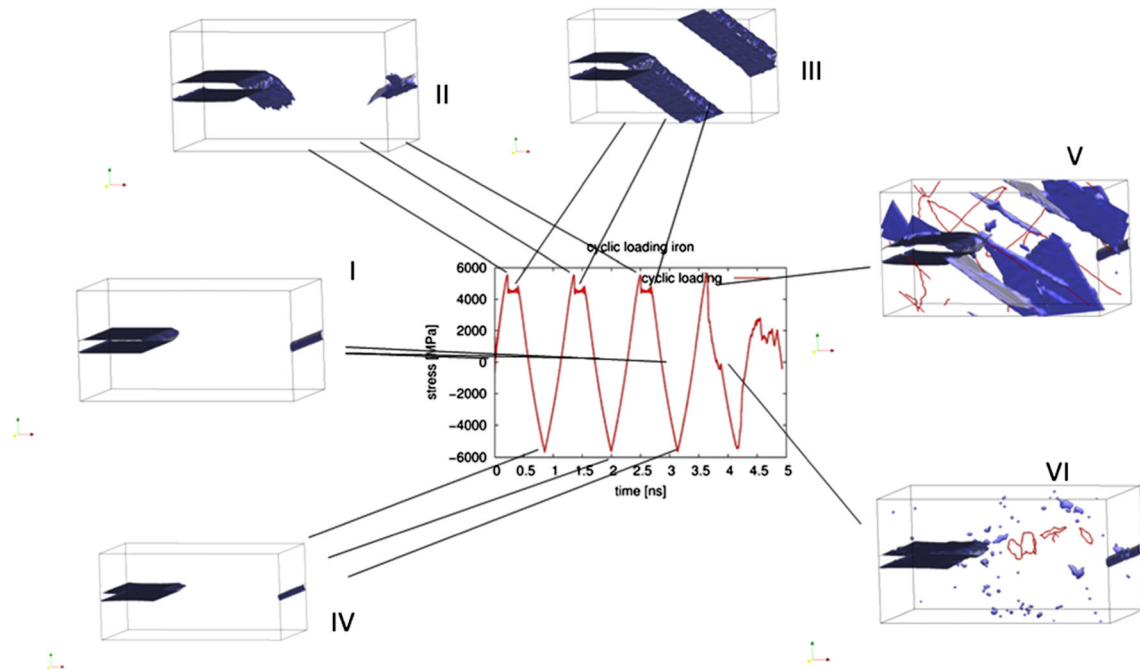 II
III
V
I
cyclic loading iron
cyclic loading
6000
4000
2000
0
-2000
-4000
-6000
stress [MPa]
0 0.5 1 1.5 2 2.5 3 3.5 4 4.5 5
time [ns]
VI
IV